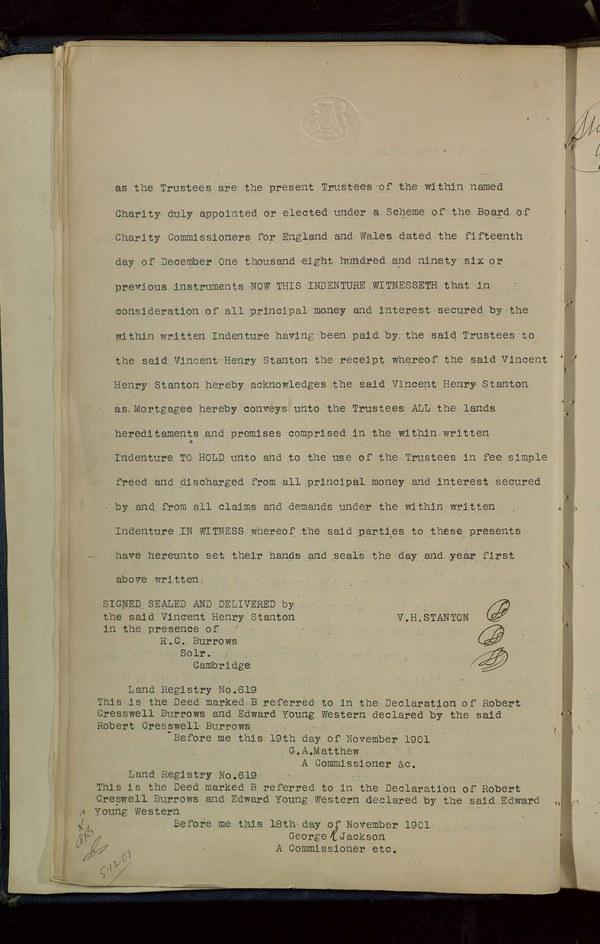 as the Trustees are the present Trustees of the within named
Charity duly appointed or elected under a Scheme of the Board of
Charity Commissioners for England and Wales dated the fifteenth
day of December One thousand eight hundred and ninety six or
previous instruments NOW THIS INDENTURE WITNESSETH that in
consideration of all principal money and interest secured by the
within written Indenture having been paid by the said Trustees to
the said Vincent Henry Stanton the receipt whereof the said Vincent
Henry Stanton hereby acknowledges the said Vincent Henry Stanton
as Mortgagee hereby conveys unto the Trustees ALL the lands
hereditaments and premises comprised in the within written
Indenture TO HOLD unto and to the use of the Trustees in fee simple
freed and discharged from all principal money and interest secured
by and from all claims and demands under the within written
Indenture IN WITNESS whereof the said parties to these presents
have hereunto set their hands and seals the day and year first
above written.
SIGNED SEALED AND DELIVERED by
the said Vincent Henry Stanton V.H.STANTON
in the presence of
R.C. Burrows
Solr.
Cambridge
Land Registry No.619
This is the Deed marked B referred to in the Declaration of Robert
Cresswell Burrows and Edward Young Western declared by the said
Robert Cresswell Burrows
Before me this 19th day of November 1901
G.A.Matthew
A Commissioner &c.
Land Registry No.619
This is the Deed marked B referred to in the Declaration of Robert
Creswell Burrows and Edward Young Western declared by the said Edward
Young Western
Before me this 18th day of November 1901
George R Jackson
A Commissioner etc.
5.12.01